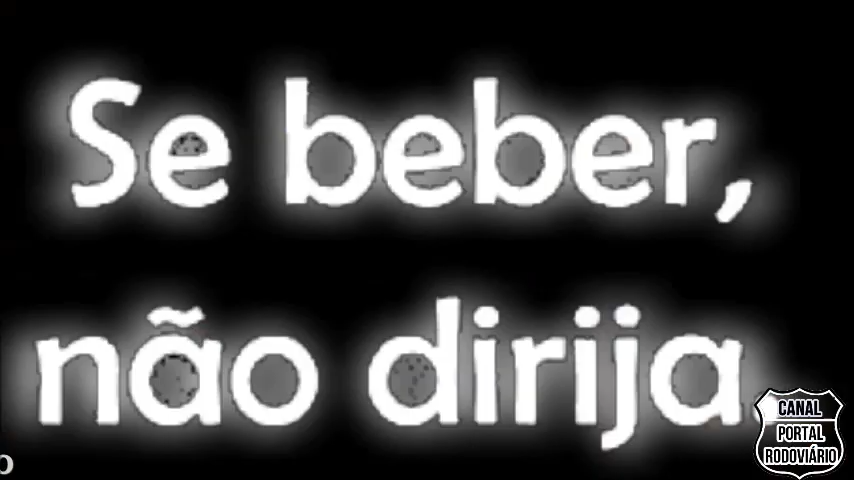 Se beber,
não dirija.
CANAL
PORTAL
RODOVIÁRIO